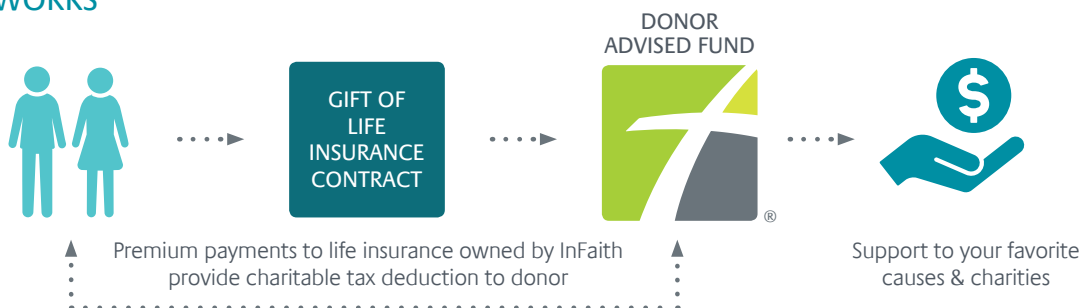 WORKS
DONOR
ADVISED FUND
GIFT OF
LIFE
INSURANCE
CONTRACT
$
®
Premium payments to life insurance owned by InFaith
provide charitable tax deduction to donor
Support to your favorite
causes & charities